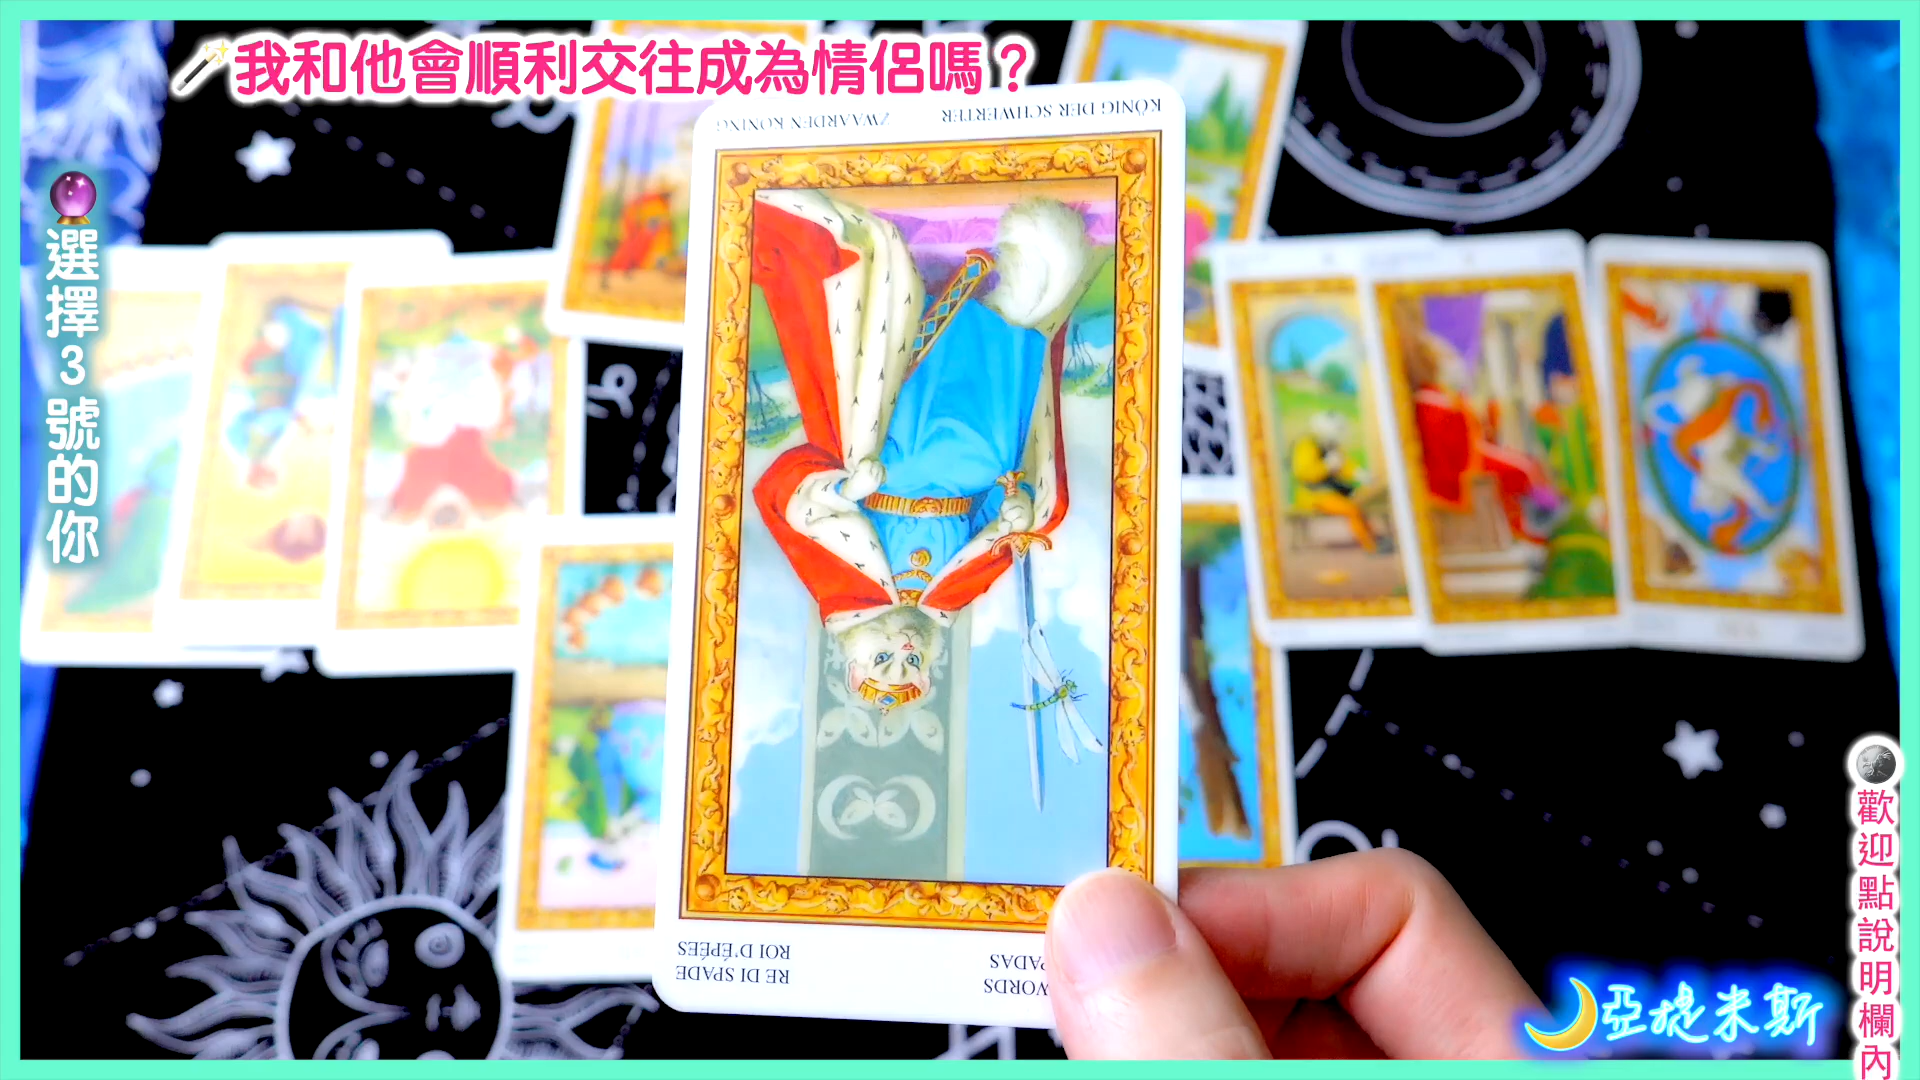 我和他會順利交往成為情侶嗎？
ZWAARDEN KONING
KÖNIG DER SCHWERTER
選擇3號的你
ROI D'ÉPÉES
RE DI SPADE
歡迎點說明欄內
亞提米斯